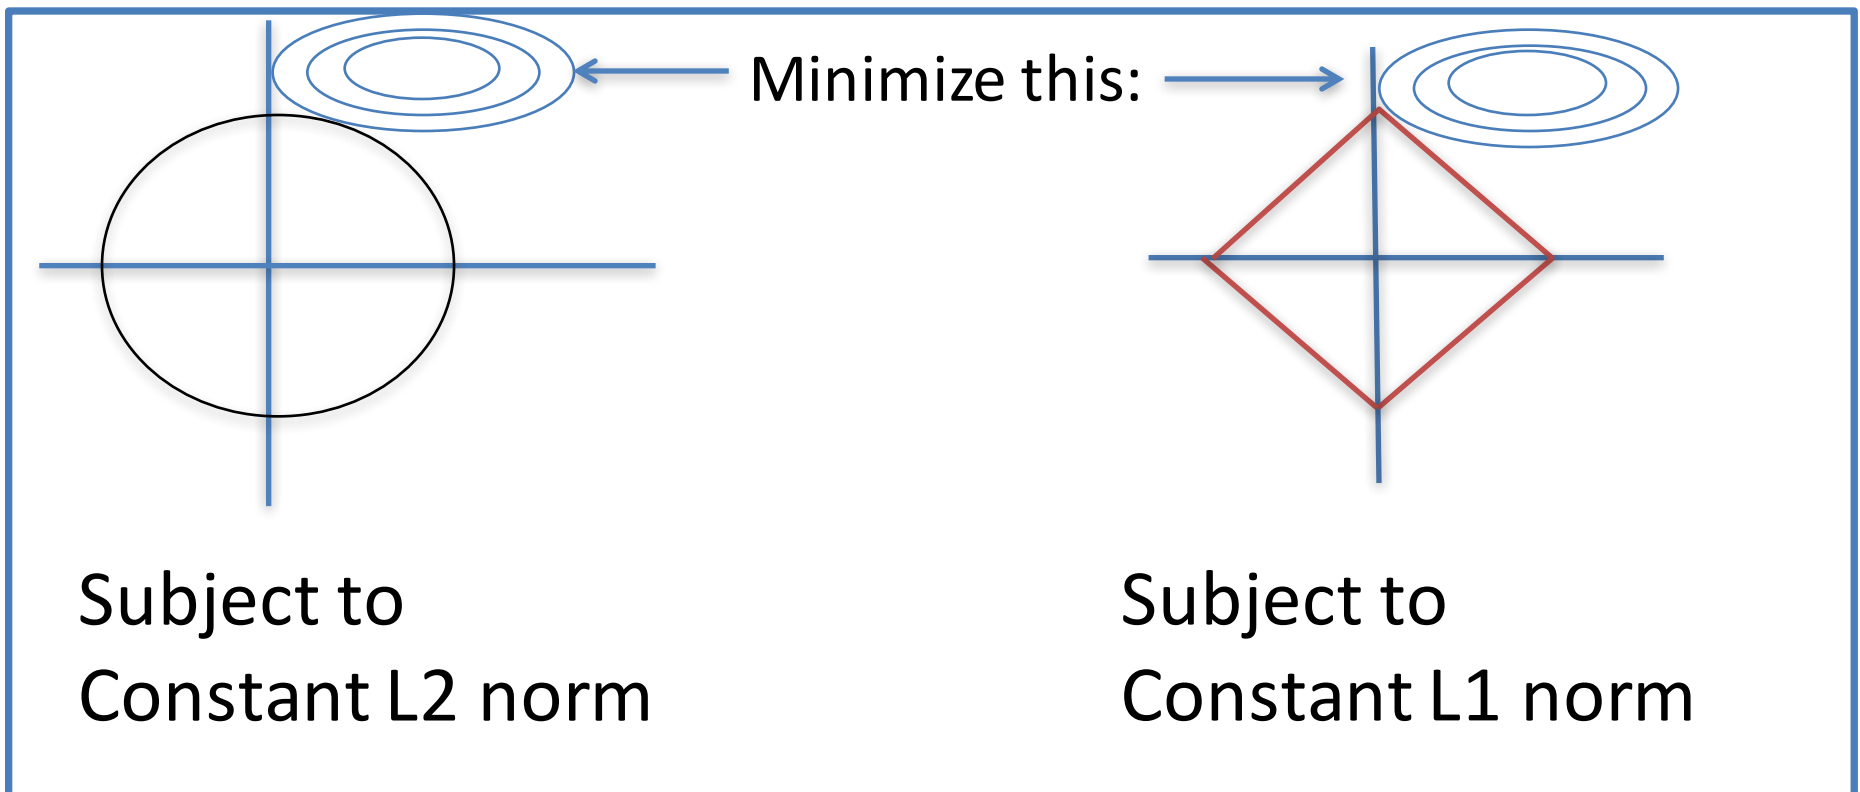 Minimize this:
Subject to
Constant L2 norm
Subject to
Constant L1 norm